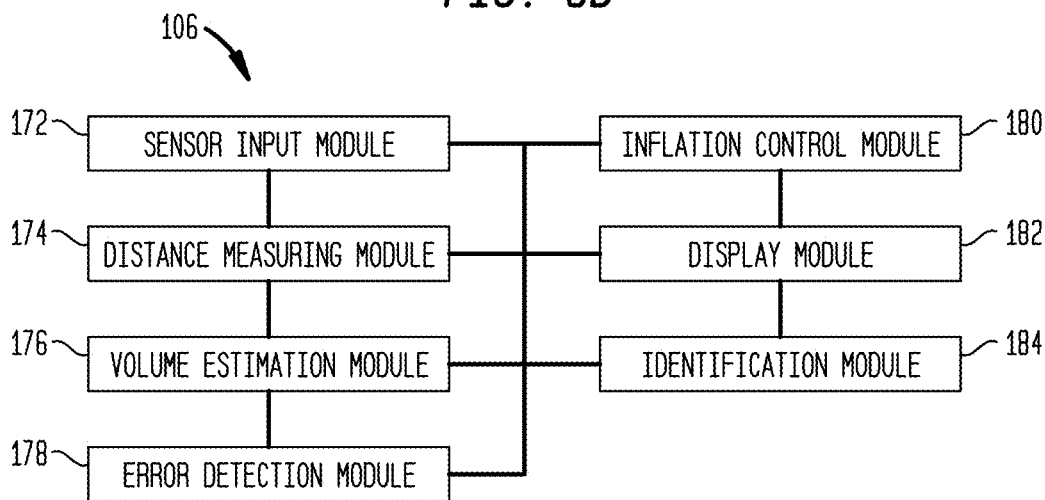 106
172
SENSOR INPUT MODULE
INFLATION CONTROL MODULE
180
174
DISTANCE MEASURING MODULE
DISPLAY MODULE
182
176
VOLUME ESTIMATION MODULE
IDENTIFICATION MODULE
184
178
ERROR DETECTION MODULE